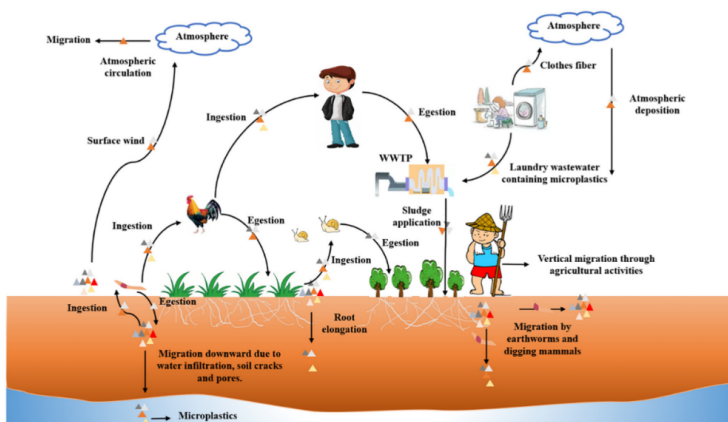 Migration
Atmosphere
Atmospheric
circulation
Surface wind
Ingestion
Egestion
Ingestion
Egestion
Ingestion
Egestion
WWTP
Sludge
application
Atmosphere
Clothes fiber
Atmospheric
deposition
Laundry wastewater
containing microplastics
Ingestion
Egestion
Vertical migration through
agricultural activities
Root
elongation
Migration by
earthworms and
digging mammals
Migration downward due to
water infiltration, soil cracks
and pores.
Microplastics